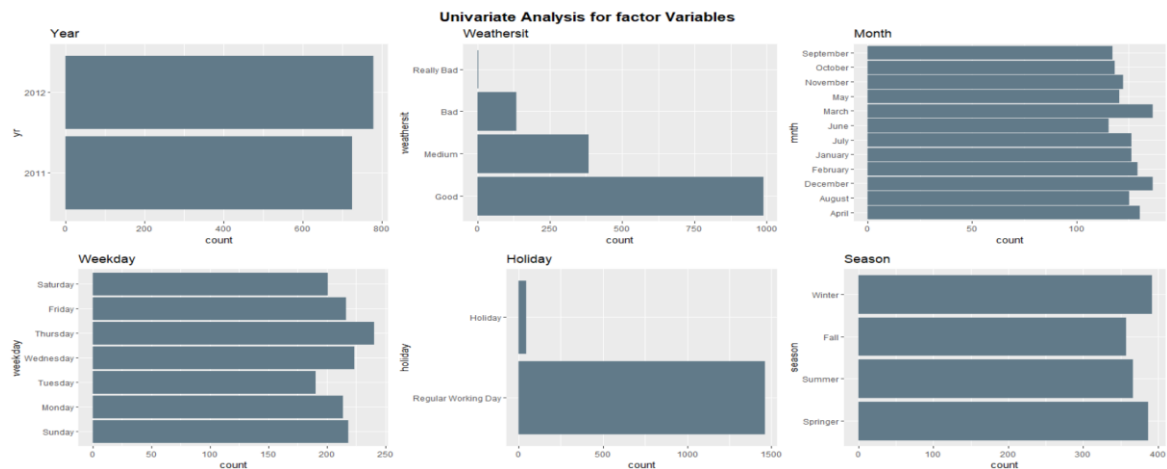 Univariate Analysis for factor Variables
Year
2012
2011
yr
0 200 400 600 800
count
Weathersit
Really Bad
Bad
Medium
Good
weathersit
0 250 500 750 1000
count
Month
September
October
November
May
March
June
July
January
February
December
August
April
mnth
0 50 100
count
Weekday
Saturday
Friday
Thursday
Wednesday
Tuesday
Monday
Sunday
weekday
0 50 100 150 200 250
count
Holiday
Holiday
Regular Working Day
holiday
0 500 1000 1500
count
Season
Winter
Fall
Summer
Springer
season
0 100 200 300 400
count